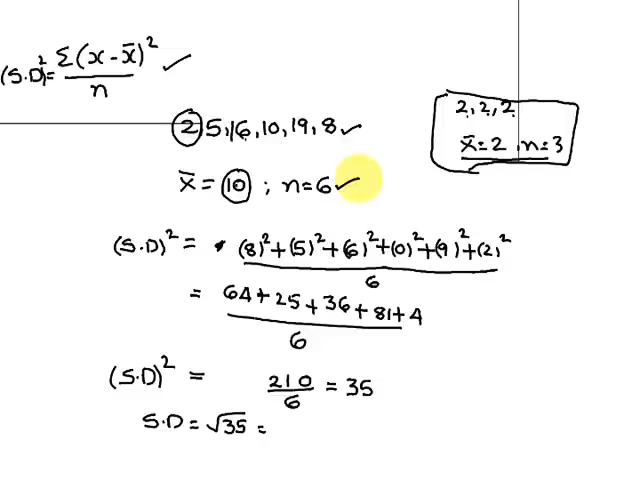 (S.D)² = Σ(x - x̄)² / n ✓
2, 5, 16, 10, 19, 8 ✓
x̄ = 10 ; n=6 ✓
2, 2, 2
x̄=2 n=3
(S.D)² = (8)²+(5)²+(6)²+(0)²+(9)²+(2)² / 6
= 64+25+36+81+4 / 6
(S.D)² = 210/6 = 35
S.D = √35 =